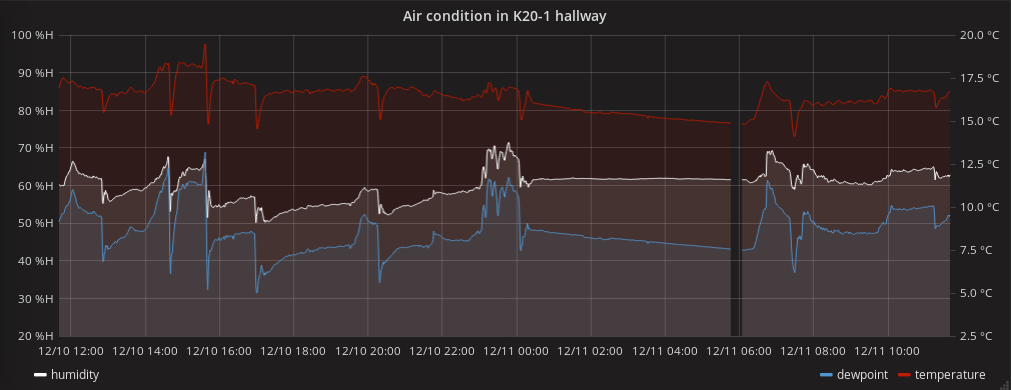 Air condition in K20-1 hallway
100 %H 20.0 °C
90 %H 17.5 °C
80 %H 15.0 °C
70 %H 12.5 °C
60 %H 10.0 °C
50 %H 7.5 °C
40 %H 5.0 °C
30 %H 2.5 °C
20 %H
12/10 12:00 12/10 14:00 12/10 16:00 12/10 18:00 12/10 20:00 12/10 22:00 12/11 00:00 12/11 02:00 12/11 04:00 12/11 06:00 12/11 08:00 12/11 10:00
humidity dewpoint temperature